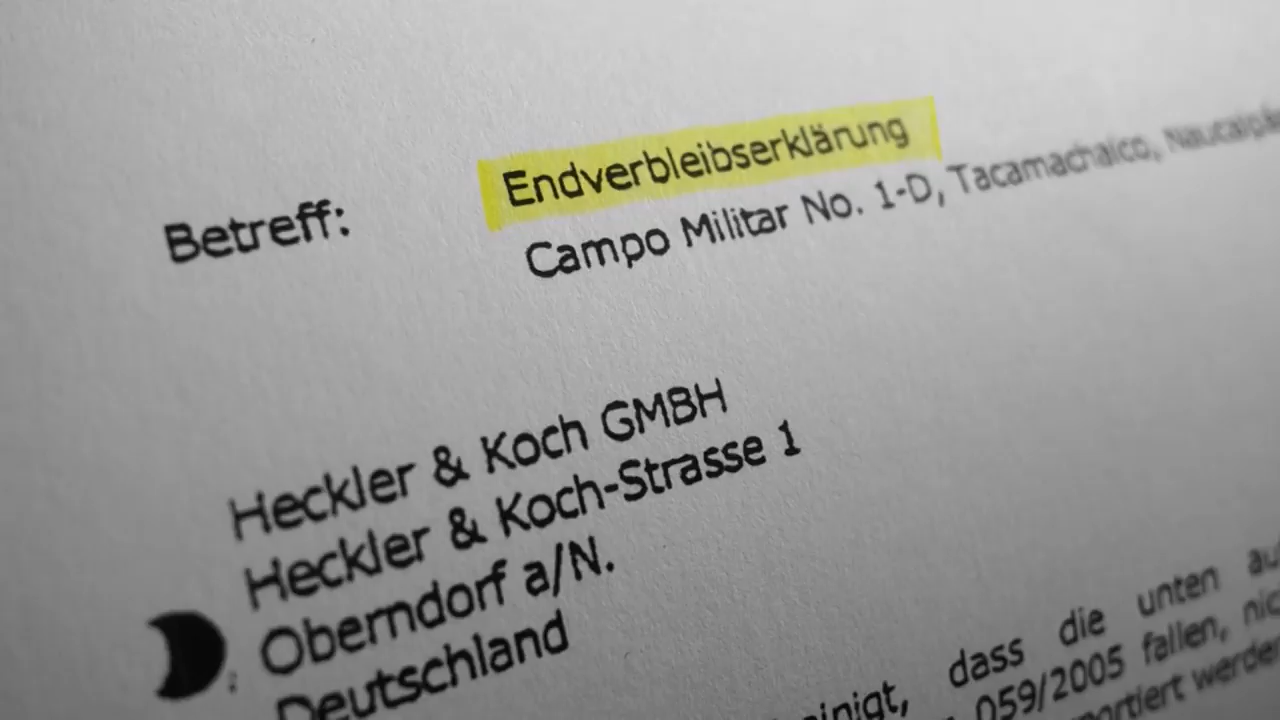 Betreff: Endverbleibserklärung
Campo Militar No. 1-D, Tacamachalco,
Heckler & Koch GMBH
Heckler & Koch-Strasse 1
Oberndorf a/N.
Deutschland
dass die unten
059/2005 fallen,